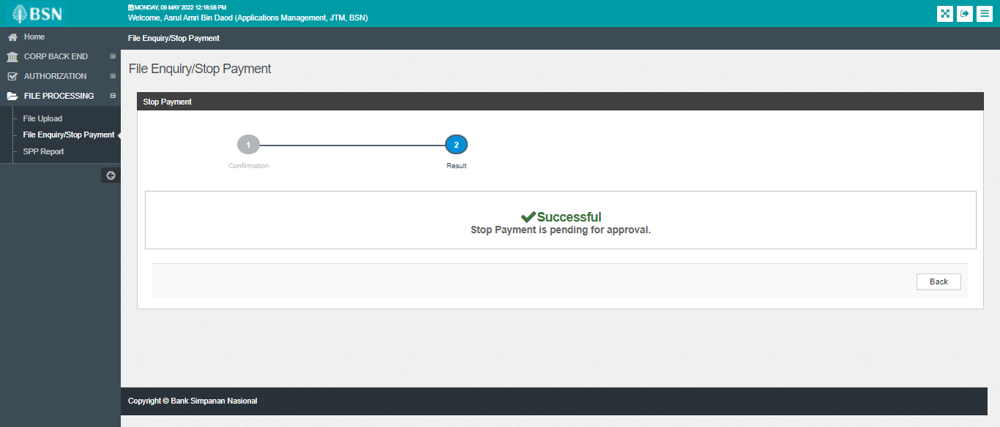 BSN
MONDAY, 09 MAY 2022 12:18:58 PM
Welcome, Asrul Amri Bin Daod (Applications Management, JTM, BSN)
Home
CORP BACK END
AUTHORIZATION
FILE PROCESSING
File Upload
File Enquiry/Stop Payment
SPP Report
File Enquiry/Stop Payment
File Enquiry/Stop Payment
Stop Payment
1
2
Confirmation
Result
Successful
Stop Payment is pending for approval.
Back
Copyright © Bank Simpanan Nasional